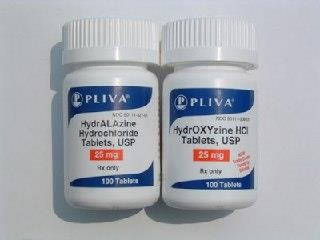 PLIVA®
HydrALAzine
Hydrochloride
Tablets, USP
25 mg
Rx only
100 Tablets
PLIVA®
HydrOXYzine HCl
Tablets, USP
25 mg
Rx only
100 Tablets